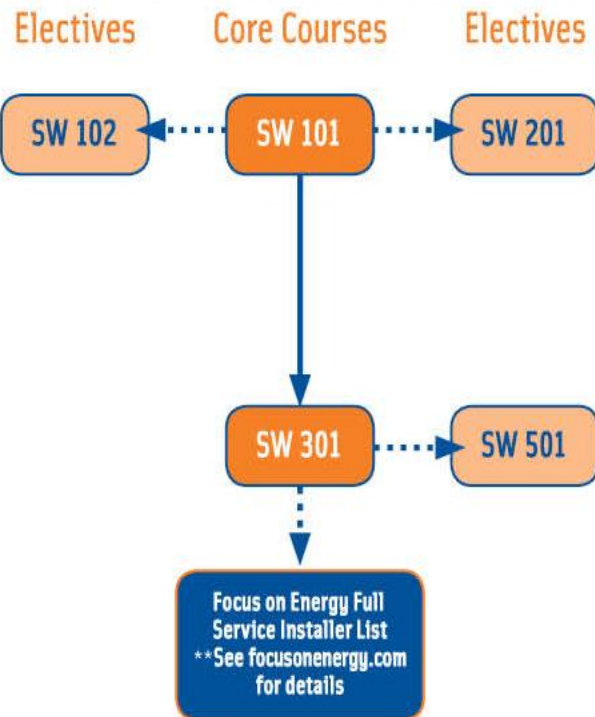 Electives Core Courses Electives
SW 102 SW 101 SW 201
SW 301 SW 501
Focus on Energy Full
Service Installer List
**See focusonenergy.com
for details